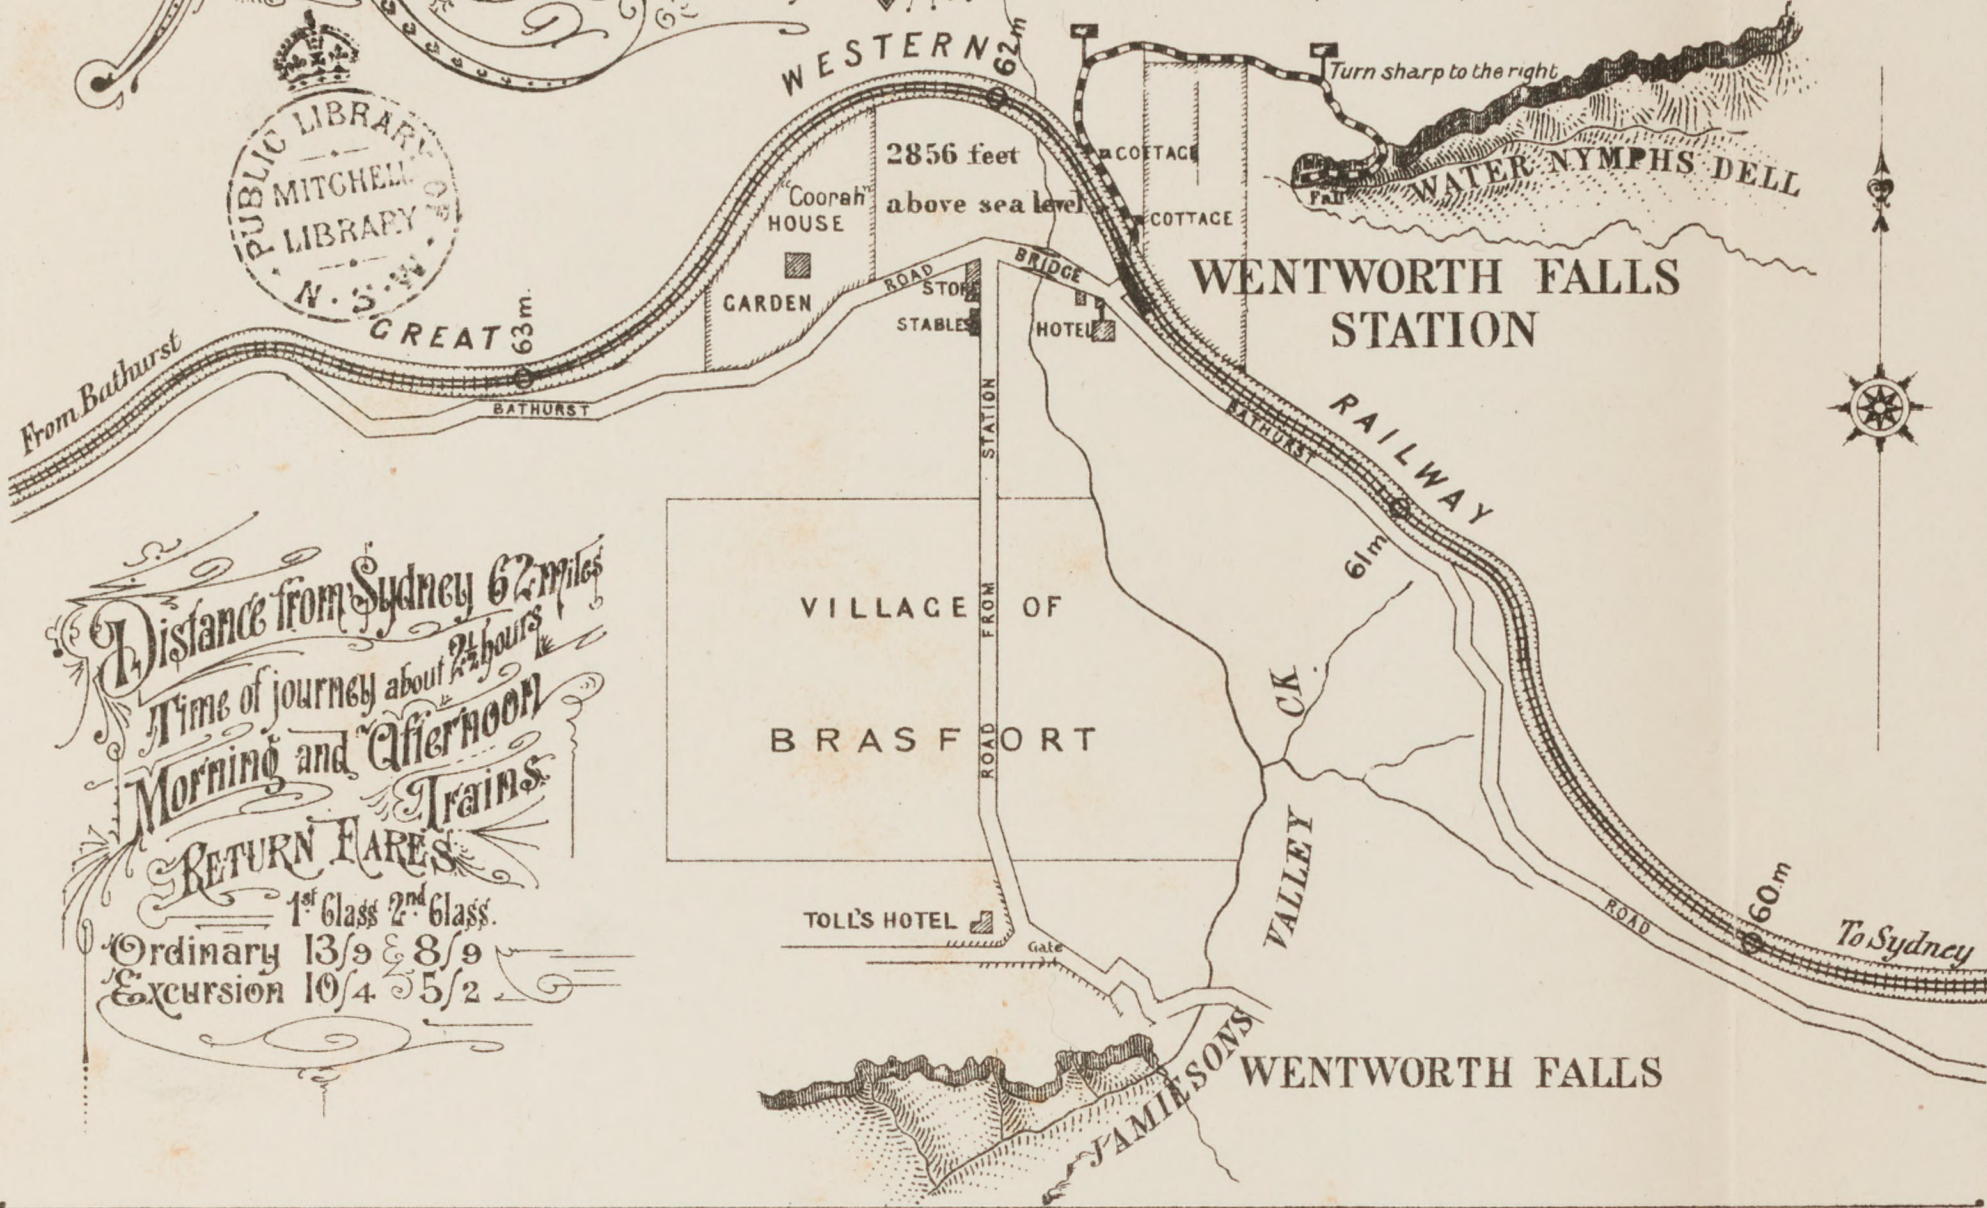 WESTERN
62m
Turn sharp to the right
PUBLIC LIBRARY OF
MITCHELL
LIBRARY
N.S.W.
2856 feet
above sea level
COTTAGE
COTTAGE
WATER NYMPHS DELL
Fall
"Coorah"
HOUSE
GARDEN
ROAD
BRIDGE
STORE
STABLES
HOTEL
WENTWORTH FALLS
STATION
GREAT
63m.
From Bathurst
BATHURST
STATION
BATHURST
RAILWAY
61m
Distance from Sydney 62 miles
Time of journey about 2½ hours
Morning and Afternoon
Trains.
RETURN FARES
1st Class 2nd Class.
Ordinary 13/9 & 8/9
Excursion 10/4 & 5/2
VILLAGE OF
FROM
BRASFORT
ROAD
CK
VALLEY
60m
ROAD
To Sydney
TOLL'S HOTEL
Gate
JAMIESONS
WENTWORTH FALLS